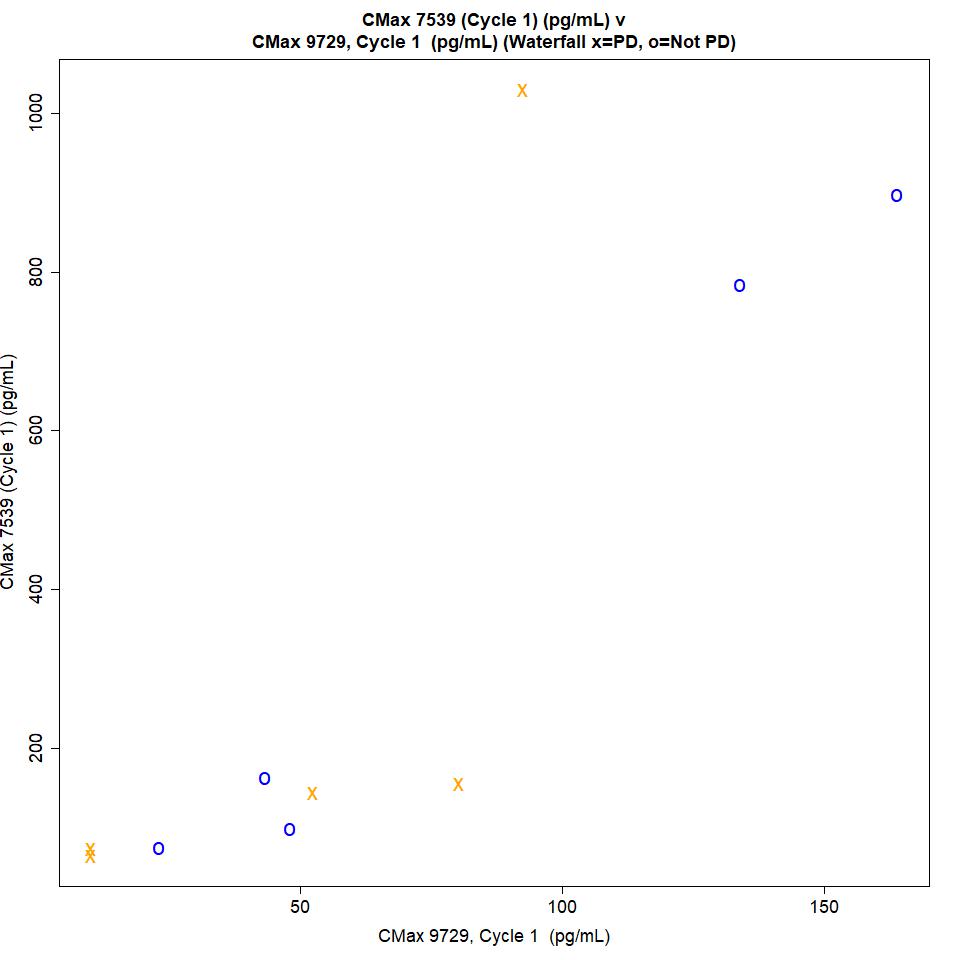 CMax 7539 (Cycle 1) (pg/mL) v
CMax 9729, Cycle 1  (pg/mL) (Waterfall x=PD, o=Not PD)
1000
800
600
400
200
CMax 7539 (Cycle 1) (pg/mL)
x
o
o
o
x
x
o
x
x
o
50
100
150
CMax 9729, Cycle 1  (pg/mL)